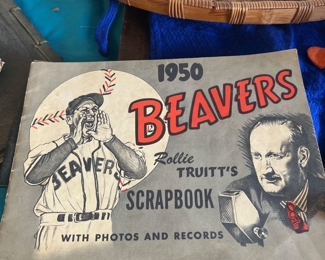 1950
BEAVERS
Rollie
TRUITT'S
SCRAPBOOK
WITH PHOTOS AND RECORDS
BEAVERS